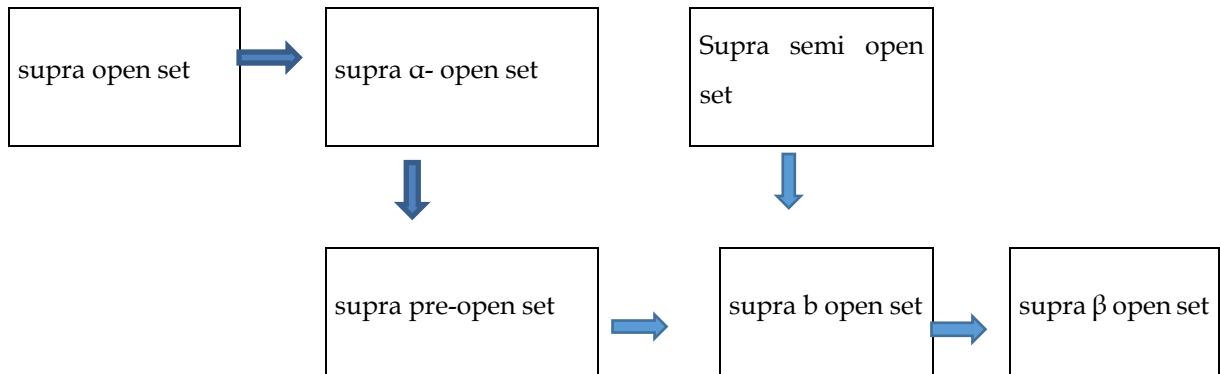 supra open set
supra α- open set
Supra semi open
set
supra pre-open set
supra b open set
supra β open set